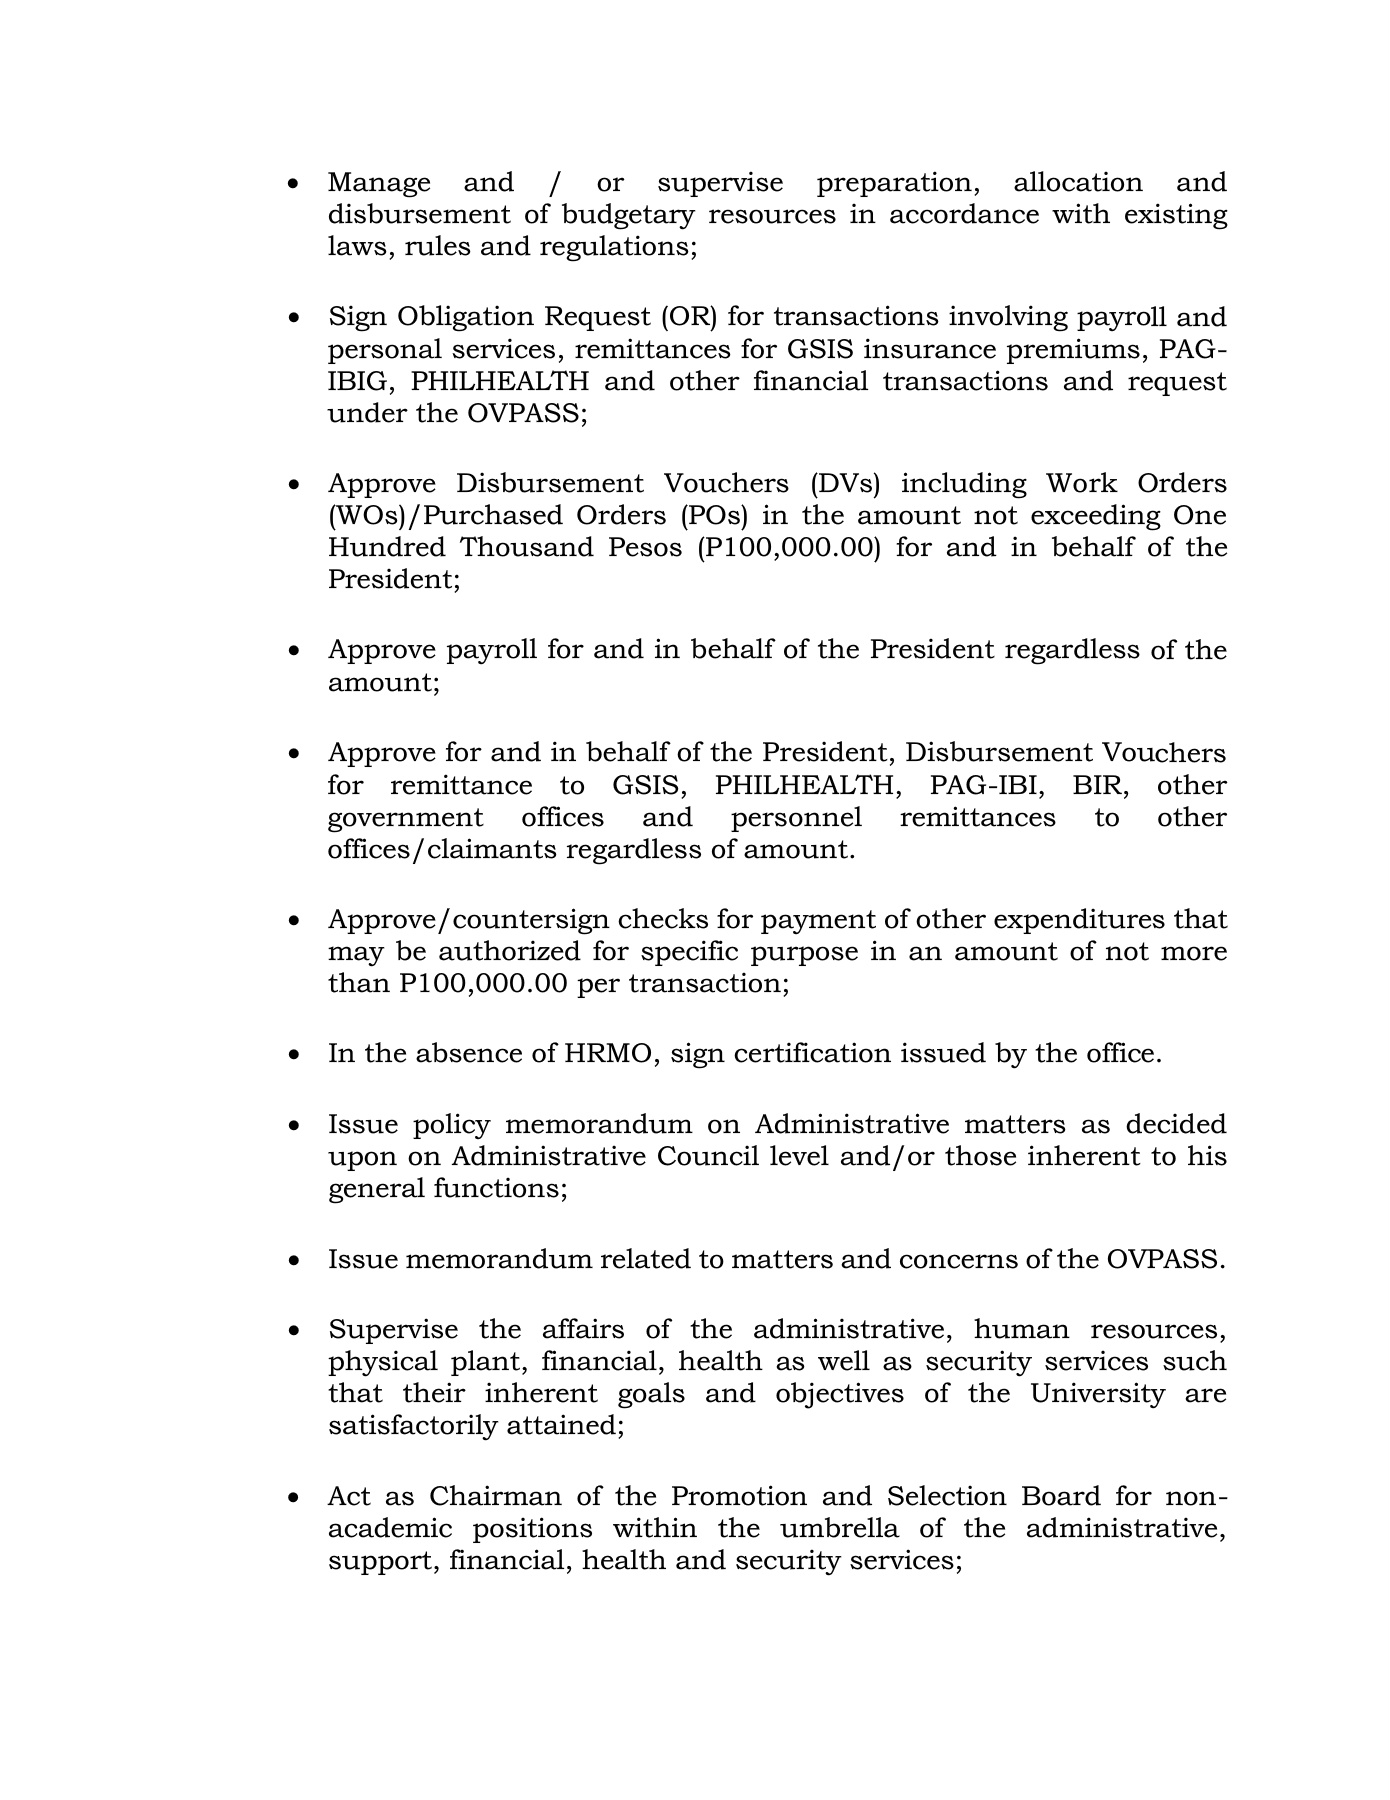 • Manage and / or supervise preparation, allocation and
disbursement of budgetary resources in accordance with existing
laws, rules and regulations;
• Sign Obligation Request (OR) for transactions involving payroll and
personal services, remittances for GSIS insurance premiums, PAG-
IBIG, PHILHEALTH and other financial transactions and request
under the OVPASS;
• Approve Disbursement Vouchers (DVs) including Work Orders
(WOs)/Purchased Orders (POs) in the amount not exceeding One
Hundred Thousand Pesos (P100,000.00) for and in behalf of the
President;
• Approve payroll for and in behalf of the President regardless of the
amount;
• Approve for and in behalf of the President, Disbursement Vouchers
for remittance to GSIS, PHILHEALTH, PAG-IBI, BIR, other
government offices and personnel remittances to other
offices/claimants regardless of amount.
• Approve/countersign checks for payment of other expenditures that
may be authorized for specific purpose in an amount of not more
than P100,000.00 per transaction;
• In the absence of HRMO, sign certification issued by the office.
• Issue policy memorandum on Administrative matters as decided
upon on Administrative Council level and/or those inherent to his
general functions;
• Issue memorandum related to matters and concerns of the OVPASS.
• Supervise the affairs of the administrative, human resources,
physical plant, financial, health as well as security services such
that their inherent goals and objectives of the University are
satisfactorily attained;
• Act as Chairman of the Promotion and Selection Board for non-
academic positions within the umbrella of the administrative,
support, financial, health and security services;